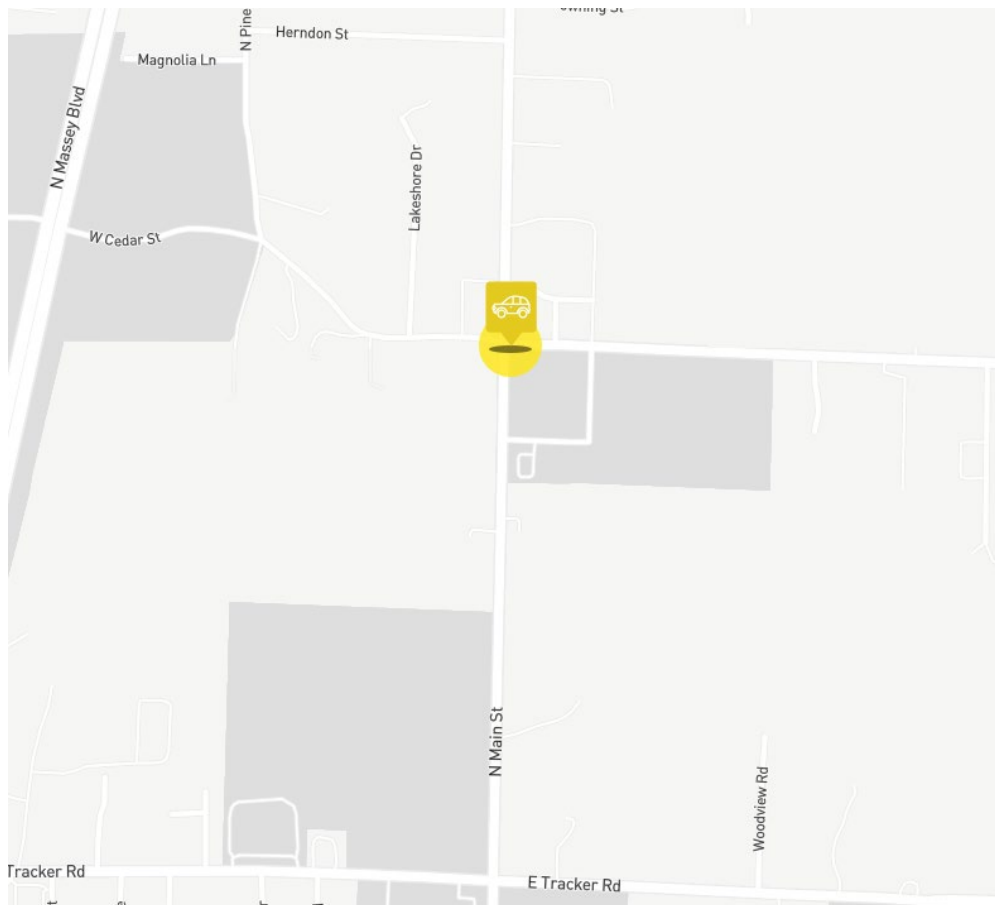 N Pine
Herndon St
Magnolia Ln
N Massey Blvd
Lakeshore Dr
W Cedar St
N Main St
Woodview Rd
Tracker Rd
E Tracker Rd